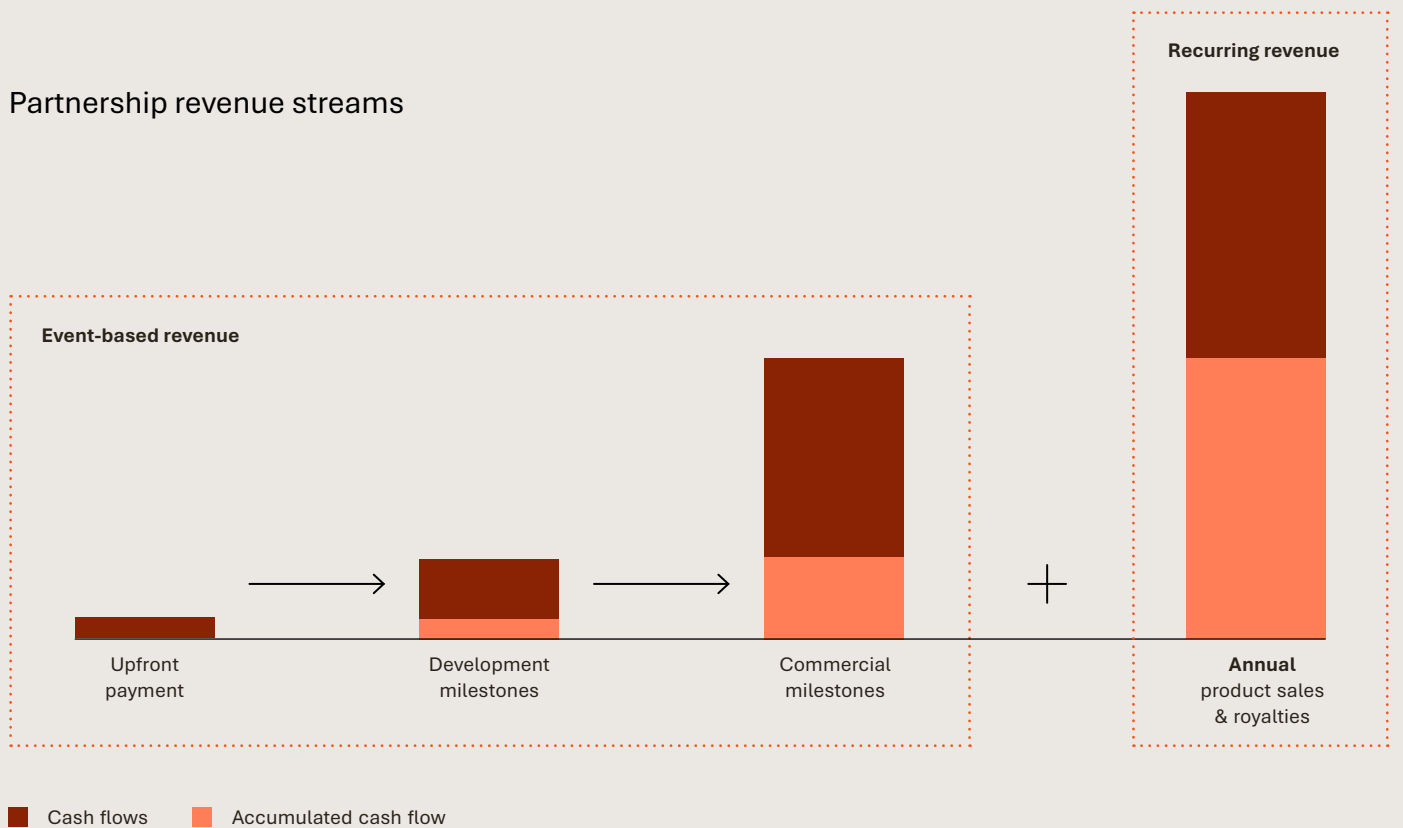 Recurring revenue
Partnership revenue streams
Event-based revenue
Upfront
payment
Development
milestones
Commercial
milestones
Annual
product sales
& royalties
Cash flows
Accumulated cash flow